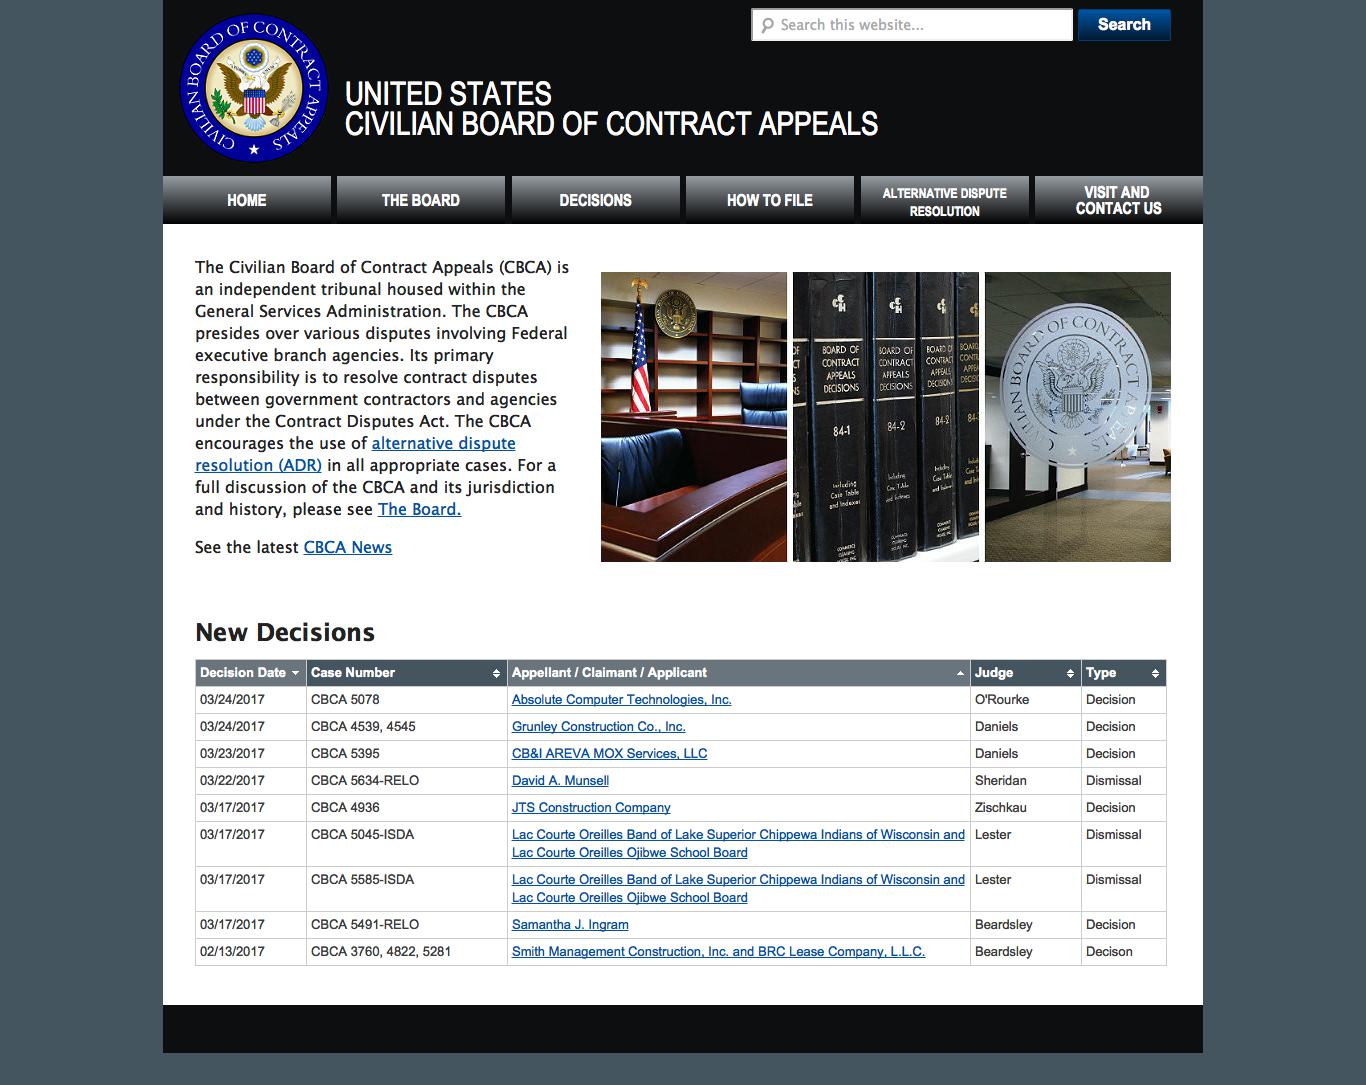 CIVILIAN BOARD OF CONTRACT APPEALS
Search this website...
Search
UNITED STATES
CIVILIAN BOARD OF CONTRACT APPEALS
HOME
THE BOARD
DECISIONS
HOW TO FILE
ALTERNATIVE DISPUTE
RESOLUTION
VISIT AND
CONTACT US
The Civilian Board of Contract Appeals (CBCA) is
an independent tribunal housed within the
General Services Administration. The CBCA
presides over various disputes involving Federal
executive branch agencies. Its primary
responsibility is to resolve contract disputes
between government contractors and agencies
under the Contract Disputes Act. The CBCA
encourages the use of alternative dispute
resolution (ADR) in all appropriate cases. For a
full discussion of the CBCA and its jurisdiction
and history, please see The Board.
See the latest CBCA News
BOARD OF
CONTRACT
APPEALS
DECISIONS
84-1
Including
Case Table
and Indexes
COMMERCE
CLEARING
HOUSE, INC.
BOARD OF
CONTRACT
APPEALS
DECISIONS
84-2
Including
Case Table
and Indexes
CIVILIAN BOARD OF CONTRACT APPEALS
New Decisions
Decision Date Case Number Appellant / Claimant / Applicant Judge Type
03/24/2017 CBCA 5078 Absolute Computer Technologies, Inc. O'Rourke Decision
03/24/2017 CBCA 4539, 4545 Grunley Construction Co., Inc. Daniels Decision
03/23/2017 CBCA 5395 CB&I AREVA MOX Services, LLC Daniels Decision
03/22/2017 CBCA 5634-RELO David A. Munsell Sheridan Dismissal
03/17/2017 CBCA 4936 JTS Construction Company Zischkau Decision
03/17/2017 CBCA 5045-ISDA Lac Courte Oreilles Band of Lake Superior Chippewa Indians of Wisconsin and Lester Dismissal
Lac Courte Oreilles Ojibwe School Board
03/17/2017 CBCA 5585-ISDA Lac Courte Oreilles Band of Lake Superior Chippewa Indians of Wisconsin and Lester Dismissal
Lac Courte Oreilles Ojibwe School Board
03/17/2017 CBCA 5491-RELO Samantha J. Ingram Beardsley Decision
02/13/2017 CBCA 3760, 4822, 5281 Smith Management Construction, Inc. and BRC Lease Company, L.L.C. Beardsley Decison